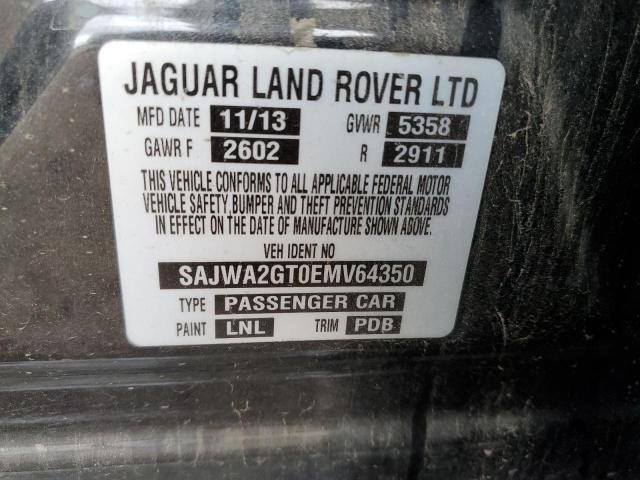 JAGUAR LAND ROVER LTD
MFD DATE 11/13 GVWR 5358
GAWR F 2602 R 2911
THIS VEHICLE CONFORMS TO ALL APPLICABLE FEDERAL MOTOR
VEHICLE SAFETY, BUMPER AND THEFT PREVENTION STANDARDS
IN EFFECT ON THE DATE OF MANUFACTURE SHOWN ABOVE.
VEH IDENT NO
SAJWA2GT0EMV64350
TYPE PASSENGER CAR
PAINT LNL TRIM PDB